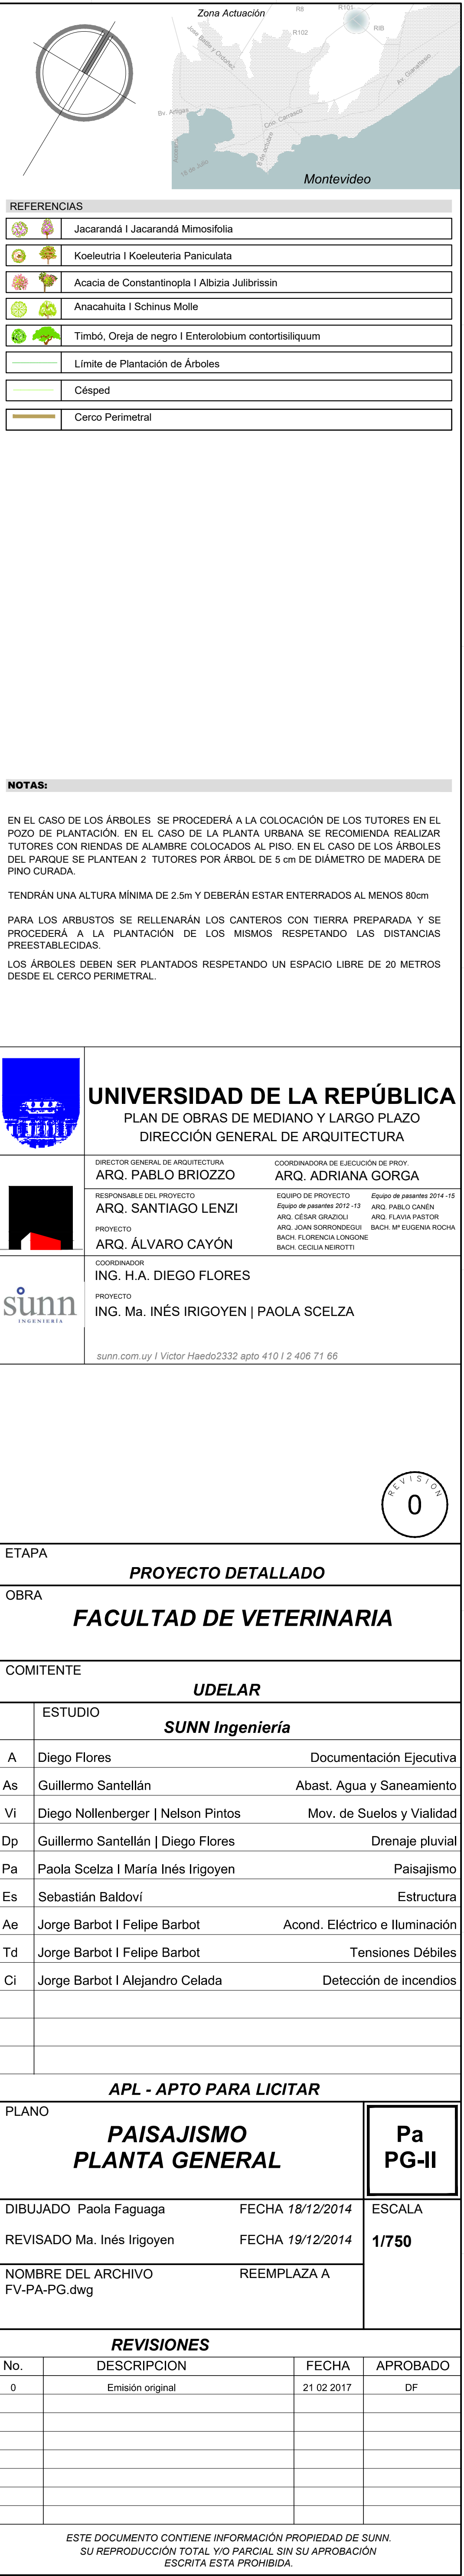 Zona Actuación
R8
R101
R102
RIB
Jose Batlle y Ordoñez
Av. Giannattasio
Bv. Artigas
Cno. Carrasco
8 de octubre
18 de Julio
Montevideo
REFERENCIAS
Jacarandá I Jacarandá Mimosifolia
Koeleutria I Koeleuteria Paniculata
Acacia de Constantinopla I Albizia Julibrissin
Anacahuita I Schinus Molle
Timbó, Oreja de negro I Enterolobium contortisiliquum
Límite de Plantación de Árboles
Césped
Cerco Perimetral
NOTAS:
EN EL CASO DE LOS ÁRBOLES SE PROCEDERÁ A LA COLOCACIÓN DE LOS TUTORES EN EL
POZO DE PLANTACIÓN. EN EL CASO DE LA PLANTA URBANA SE RECOMIENDA REALIZAR
TUTORES CON RIENDAS DE ALAMBRE COLOCADOS AL PISO. EN EL CASO DE LOS ÁRBOLES
DEL PARQUE SE PLANTEAN 2 TUTORES POR ÁRBOL DE 5 cm DE DIÁMETRO DE MADERA DE
PINO CURADA.
TENDRÁN UNA ALTURA MÍNIMA DE 2.5m Y DEBERÁN ESTAR ENTERRADOS AL MENOS 80cm
PARA LOS ARBUSTOS SE RELLENARÁN LOS CANTEROS CON TIERRA PREPARADA Y SE
PROCEDERÁ A LA PLANTACIÓN DE LOS MISMOS RESPETANDO LAS DISTANCIAS
PREESTABLECIDAS.
LOS ÁRBOLES DEBEN SER PLANTADOS RESPETANDO UN ESPACIO LIBRE DE 20 METROS
DESDE EL CERCO PERIMETRAL.
UNIVERSIDAD DE LA REPÚBLICA
PLAN DE OBRAS DE MEDIANO Y LARGO PLAZO
DIRECCIÓN GENERAL DE ARQUITECTURA
DIRECTOR GENERAL DE ARQUITECTURA
ARQ. PABLO BRIOZZO
COORDINADORA DE EJECUCIÓN DE PROY.
ARQ. ADRIANA GORGA
RESPONSABLE DEL PROYECTO
ARQ. SANTIAGO LENZI
PROYECTO
ARQ. ÁLVARO CAYÓN
EQUIPO DE PROYECTO
Equipo de pasantes 2012 -13
ARQ. CÉSAR GRAZIOLI
ARQ. JOAN SORRONDEGUI
BACH. FLORENCIA LONGONE
BACH. CECILIA NEIROTTI
Equipo de pasantes 2014 -15
ARQ. PABLO CANÉN
ARQ. FLAVIA PASTOR
BACH. Mª EUGENIA ROCHA
sunn
INGENIERÍA
COORDINADOR
ING. H.A. DIEGO FLORES
PROYECTO
ING. Ma. INÉS IRIGOYEN | PAOLA SCELZA
sunn.com.uy I Victor Haedo2332 apto 410 I 2 406 71 66
REVISION
0
ETAPA
PROYECTO DETALLADO
OBRA
FACULTAD DE VETERINARIA
COMITENTE
UDELAR
ESTUDIO
SUNN Ingeniería
A Diego Flores Documentación Ejecutiva
As Guillermo Santellán Abast. Agua y Saneamiento
Vi Diego Nollenberger | Nelson Pintos Mov. de Suelos y Vialidad
Dp Guillermo Santellán | Diego Flores Drenaje pluvial
Pa Paola Scelza I María Inés Irigoyen Paisajismo
Es Sebastián Baldoví Estructura
Ae Jorge Barbot I Felipe Barbot Acond. Eléctrico e Iluminación
Td Jorge Barbot I Felipe Barbot Tensiones Débiles
Ci Jorge Barbot I Alejandro Celada Detección de incendios
APL - APTO PARA LICITAR
PLANO
PAISAJISMO
PLANTA GENERAL
Pa
PG-II
DIBUJADO Paola Faguaga FECHA 18/12/2014 ESCALA
REVISADO Ma. Inés Irigoyen FECHA 19/12/2014 1/750
NOMBRE DEL ARCHIVO REEMPLAZA A
FV-PA-PG.dwg
REVISIONES
No. DESCRIPCION FECHA APROBADO
0 Emisión original 21 02 2017 DF
ESTE DOCUMENTO CONTIENE INFORMACIÓN PROPIEDAD DE SUNN.
SU REPRODUCCIÓN TOTAL Y/O PARCIAL SIN SU APROBACIÓN
ESCRITA ESTA PROHIBIDA.